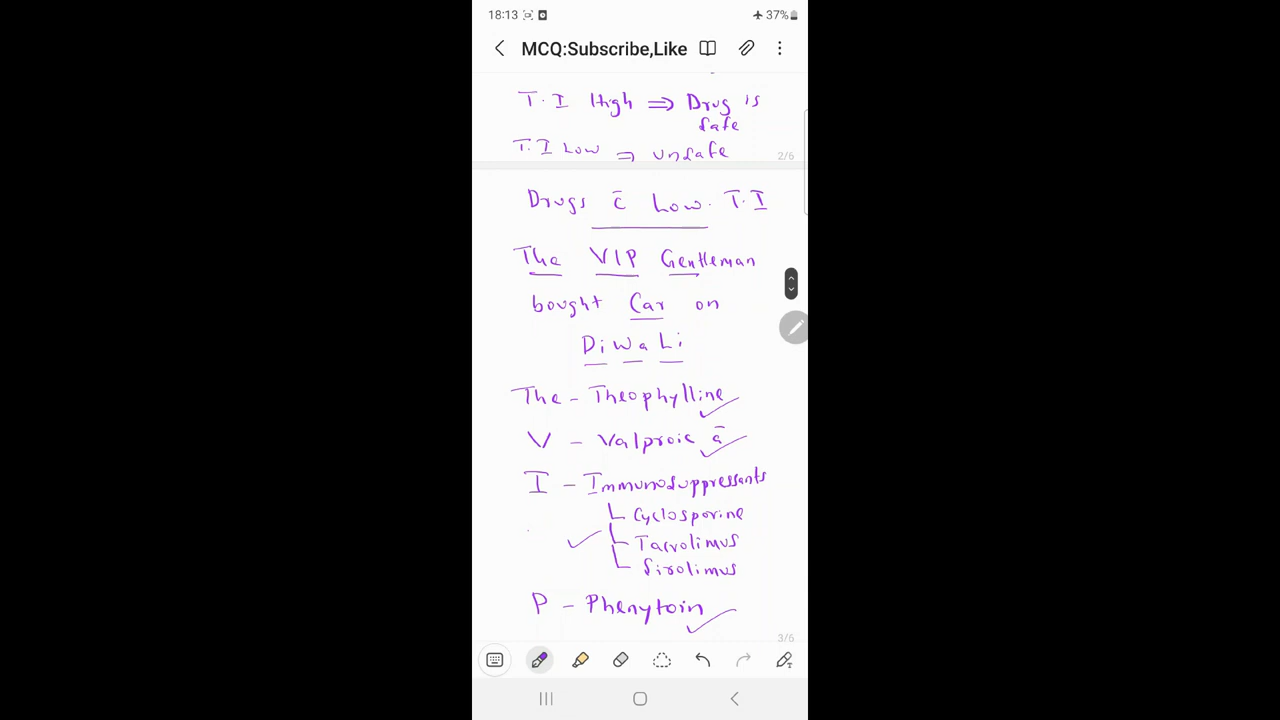 18:13 37%
MCQ:Subscribe,Like
T.I High ⇒ Drug is
safe
T.I Low ⇒ unsafe
2/6
Drugs c̄ Low T.I
The VIP Gentleman
bought Car on
DiWaLi
The - Theophylline
V - Valproic a
I - Immunosuppressants
Cyclosporine
Tacrolimus
Sirolimus
P - Phenytoin
3/6